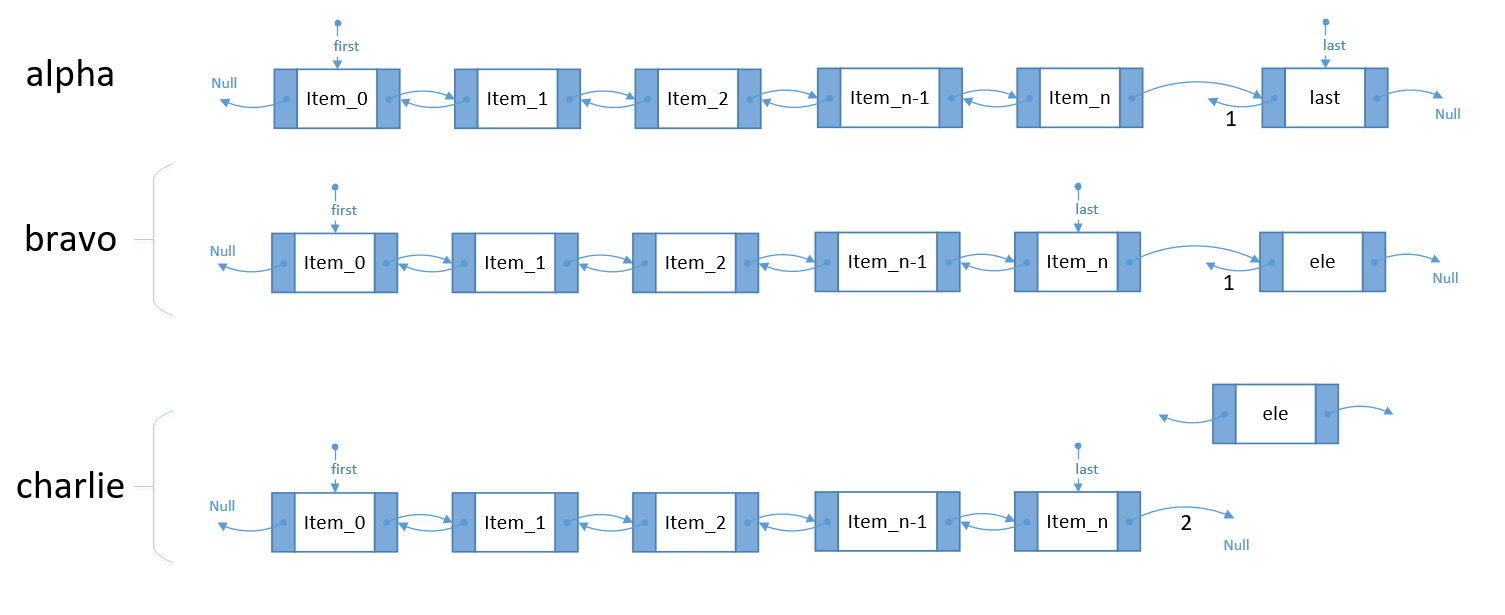 first
last
alpha
Null
Item_0
Item_1
Item_2
Item_n-1
Item_n
last
1
Null
first
last
bravo
Null
Item_0
Item_1
Item_2
Item_n-1
Item_n
ele
1
Null
ele
first
last
charlie
Null
Item_0
Item_1
Item_2
Item_n-1
Item_n
2
Null